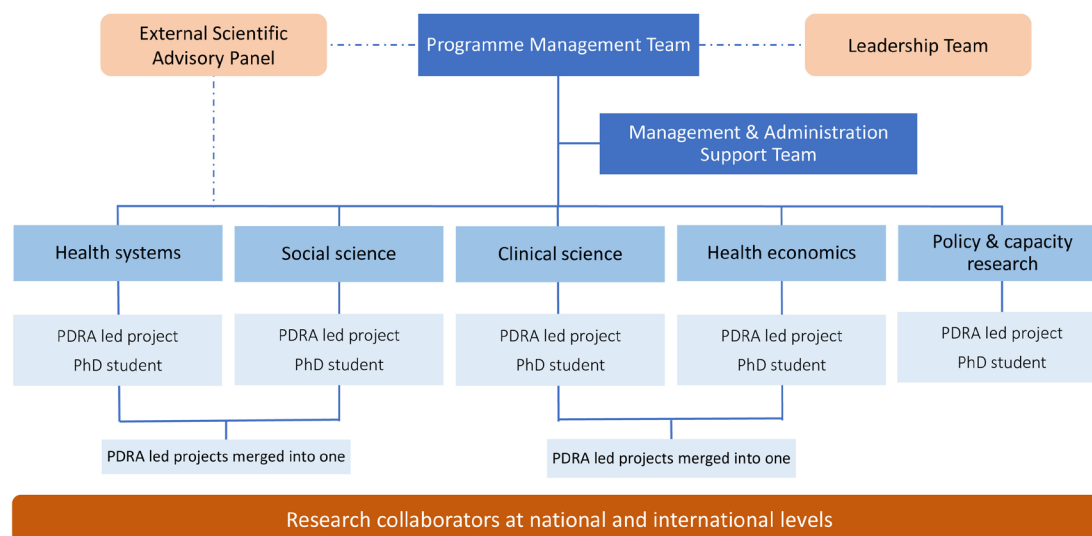 External Scientific
Advisory Panel
Programme Management Team
Leadership Team
Management & Administration
Support Team
Health systems
Social science
Clinical science
Health economics
Policy & capacity
research
PDRA led project
PhD student
PDRA led project
PhD student
PDRA led project
PhD student
PDRA led project
PhD student
PDRA led project
PhD student
PDRA led projects merged into one
PDRA led projects merged into one
Research collaborators at national and international levels